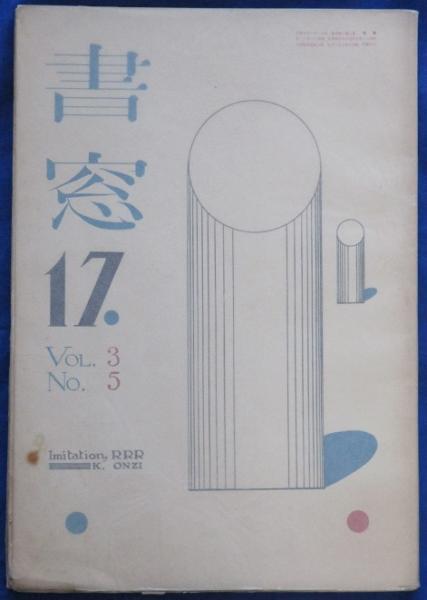 書
窓
17.
VOL. 3
NO. 5
Imitation, RRR
K. ONZI